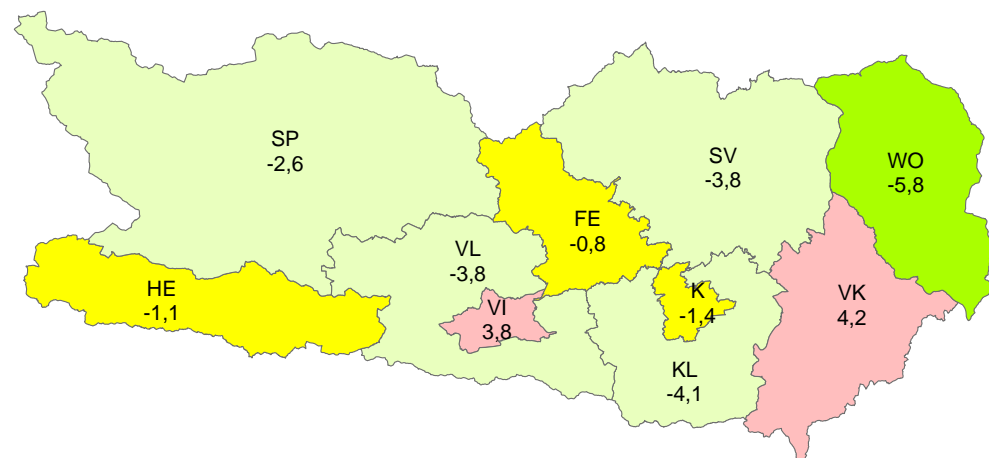 SP
-2,6
SV
-3,8
WO
-5,8
FE
-0,8
VL
-3,8
HE
-1,1
VI
3,8
K
-1,4
VK
4,2
KL
-4,1